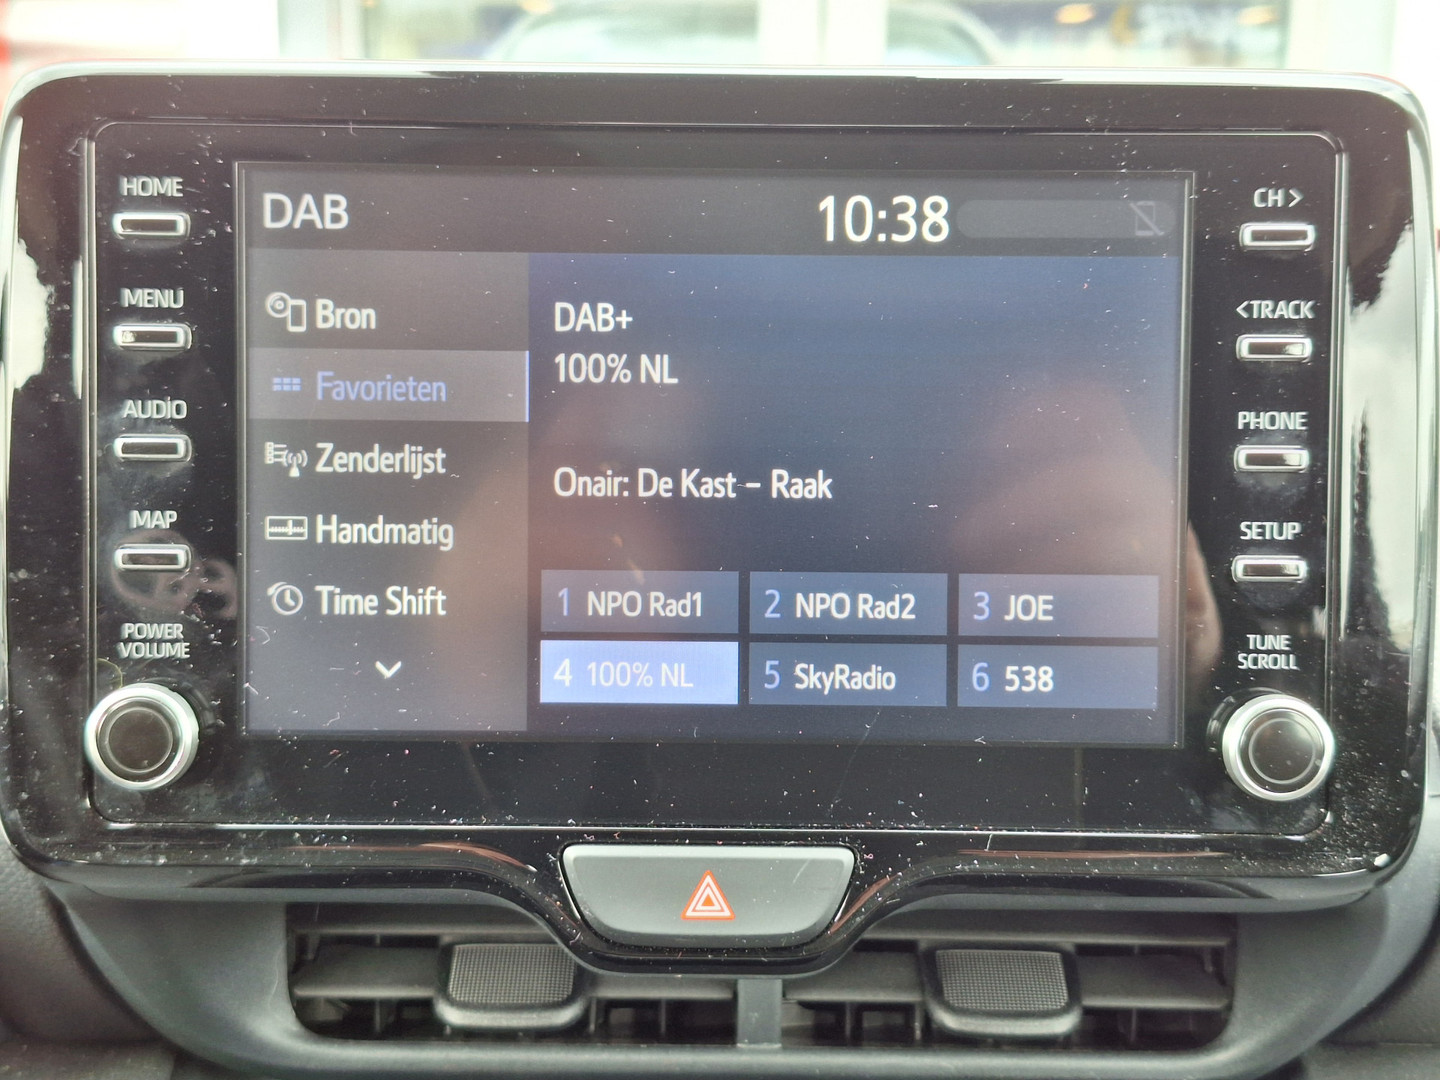 HOME
MENU
AUDIO
MAP
POWER
VOLUME
DAB
10:38
Bron
Favorieten
Zenderlijst
Handmatig
Time Shift
DAB+
100% NL
Onair: De Kast – Raak
1 NPO Rad1
2 NPO Rad2
3 JOE
4 100% NL
5 SkyRadio
6 538
CH >
< TRACK
PHONE
SETUP
TUNE
SCROLL